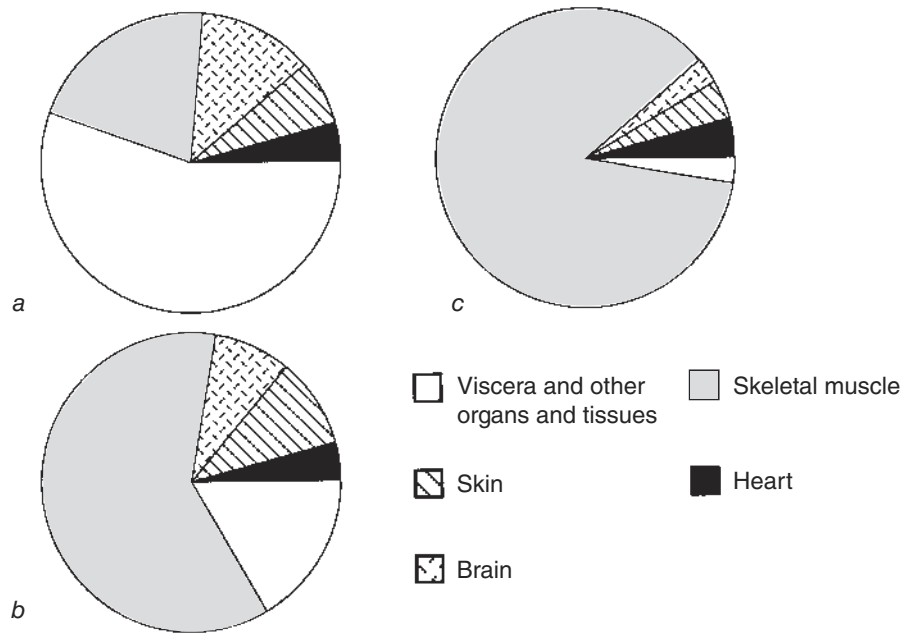 a
c
b
Viscera and other
organs and tissues
Skeletal muscle
Skin
Heart
Brain